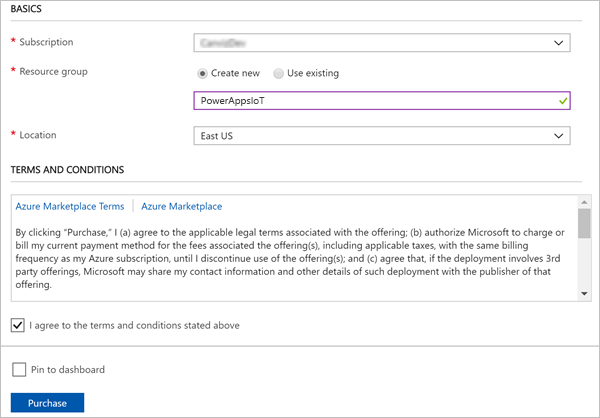 BASICS
* Subscription
* Resource group
Create new Use existing
PowerAppsIoT
* Location East US
TERMS AND CONDITIONS
Azure Marketplace Terms | Azure Marketplace
By clicking “Purchase,” I (a) agree to the applicable legal terms associated with the offering; (b) authorize Microsoft to charge or
bill my current payment method for the fees associated the offering(s), including applicable taxes, with the same billing
frequency as my Azure subscription, until I discontinue use of the offering(s); and (c) agree that, if the deployment involves 3rd
party offerings, Microsoft may share my contact information and other details of such deployment with the publisher of that
offering.
I agree to the terms and conditions stated above
Pin to dashboard
Purchase